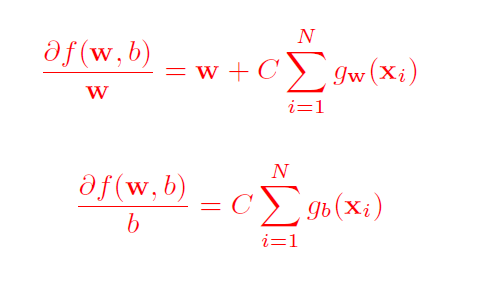 ∂f(𝐰, b) / 𝐰 = 𝐰 + C ∑_{i=1}^{N} g_𝐰(𝐱_i)
∂f(𝐰, b) / b = C ∑_{i=1}^{N} g_b(𝐱_i)